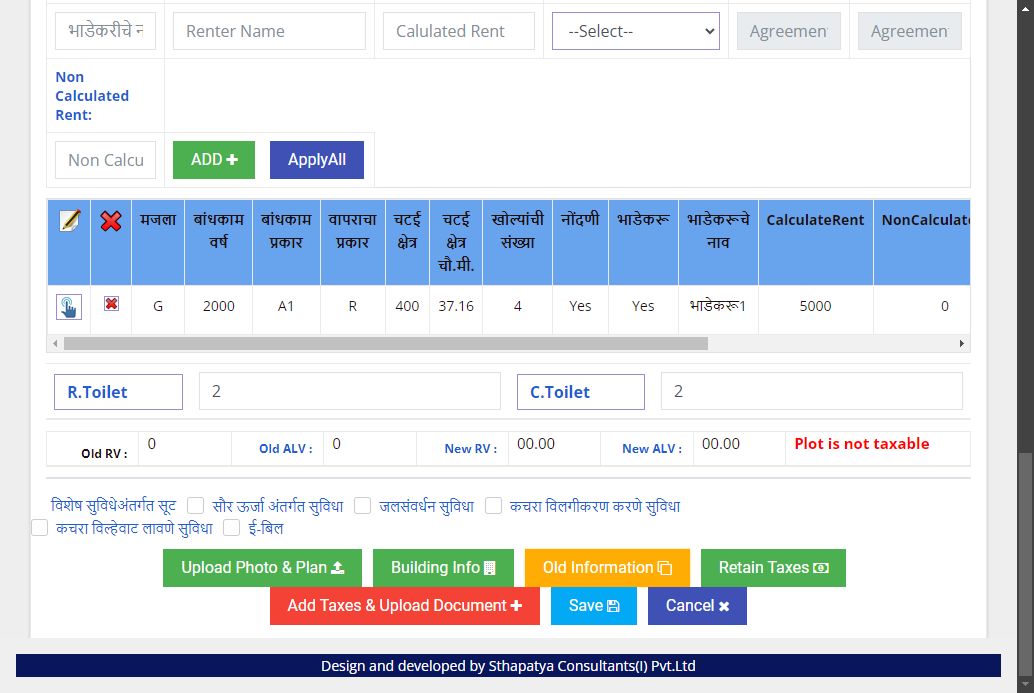 भाडेकरीचे न Renter Name Calulated Rent --Select-- Agreemen Agreemen
Non
Calculated
Rent:
Non Calcu ADD ApplyAll
मजला बांधकाम वर्ष बांधकाम प्रकार वापराचा प्रकार चटई क्षेत्र चटई क्षेत्र चौ.मी. खोल्यांची संख्या नोंदणी भाडेकरू भाडेकरूचे नाव CalculateRent NonCalculate
G 2000 A1 R 400 37.16 4 Yes Yes भाडेकरू1 5000 0
R.Toilet 2 C.Toilet 2
Old RV : 0 Old ALV : 0 New RV : 00.00 New ALV : 00.00 Plot is not taxable
विशेष सुविधेअंतर्गत सूट सौर ऊर्जा अंतर्गत सुविधा जलसंवर्धन सुविधा कचरा विलगीकरण करणे सुविधा
कचरा विल्हेवाट लावणे सुविधा ई-बिल
Upload Photo & Plan Building Info Old Information Retain Taxes
Add Taxes & Upload Document Save Cancel
Design and developed by Sthapatya Consultants(I) Pvt.Ltd